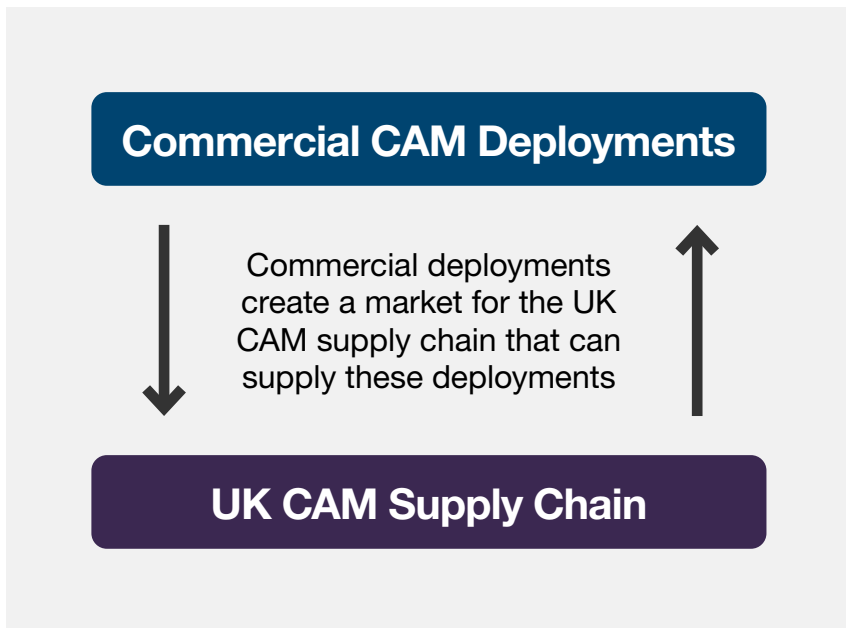 Commercial CAM Deployments
Commercial deployments
create a market for the UK
CAM supply chain that can
supply these deployments
UK CAM Supply Chain